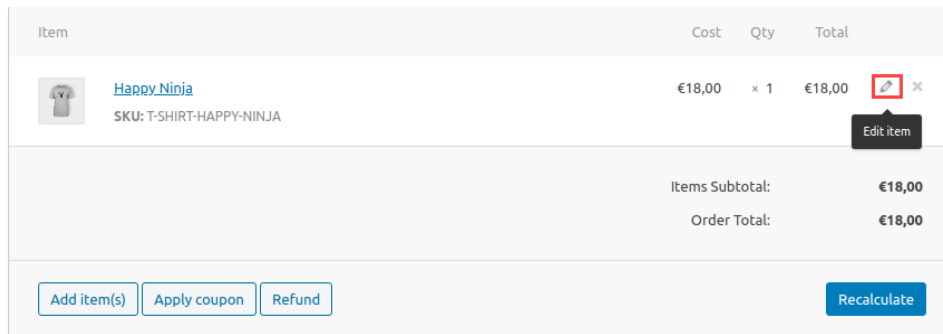 Item Cost Qty Total
Happy Ninja €18,00 × 1 €18,00
SKU: T-SHIRT-HAPPY-NINJA
Edit item
Items Subtotal: €18,00
Order Total: €18,00
Add item(s) Apply coupon Refund Recalculate